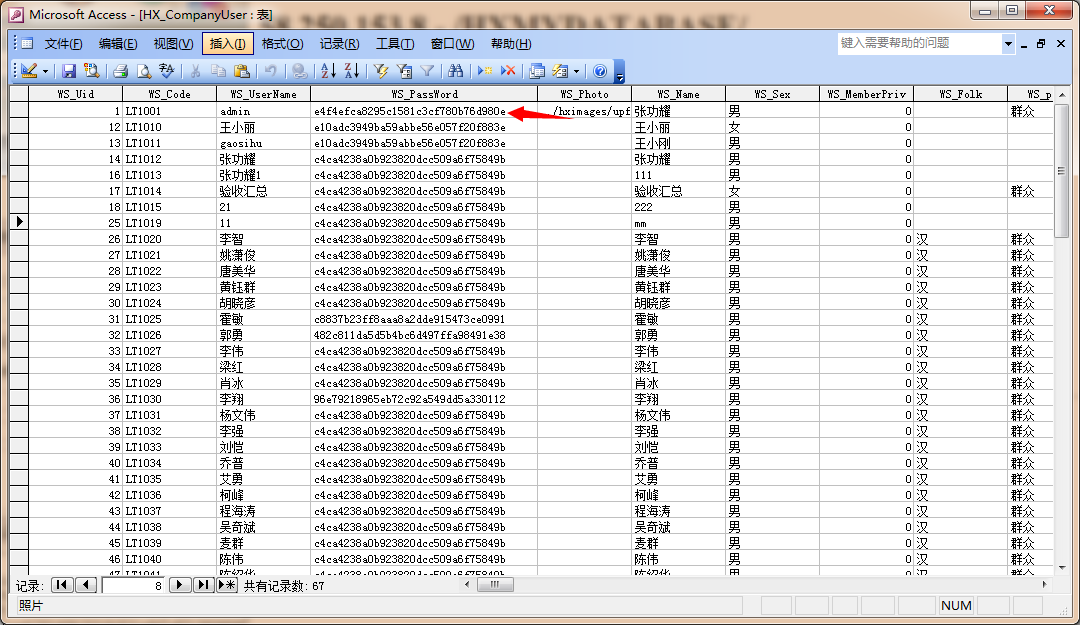 Microsoft Access - [HX_CompanyUser : 表]
文件(F) 编辑(E) 视图(V) 插入(I) 格式(O) 记录(R) 工具(T) 窗口(W) 帮助(H) 键入需要帮助的问题
WS_Uid WS_Code WS_UserName WS_PassWord WS_Photo WS_Name WS_Sex WS_MemberPriv WS_Folk WS_p
1 LT1001 admin e4f4efca8295c1581c3cf780b76d980e /hximages/upf 张功耀 男 0 群众
12 LT1010 王小丽 e10adc3949ba59abbe56e057f20f883e 王小丽 女 0
13 LT1011 gaosihu e10adc3949ba59abbe56e057f20f883e 王小刚 男 0
14 LT1012 张功耀 c4ca4238a0b923820dcc509a6f75849b 张功耀 男 0
16 LT1013 张功耀1 c4ca4238a0b923820dcc509a6f75849b 111 男 0
17 LT1014 验收汇总 c4ca4238a0b923820dcc509a6f75849b 验收汇总 女 0 群众
18 LT1015 21 c4ca4238a0b923820dcc509a6f75849b 222 男 0
25 LT1019 11 c4ca4238a0b923820dcc509a6f75849b mm 男 0
26 LT1020 李智 c4ca4238a0b923820dcc509a6f75849b 李智 男 0 汉 群众
27 LT1021 姚潇俊 c4ca4238a0b923820dcc509a6f75849b 姚潇俊 男 0 汉 群众
28 LT1022 唐美华 c4ca4238a0b923820dcc509a6f75849b 唐美华 男 0 汉 群众
29 LT1023 黄钰群 c4ca4238a0b923820dcc509a6f75849b 黄钰群 男 0 汉 群众
30 LT1024 胡晓彦 c4ca4238a0b923820dcc509a6f75849b 胡晓彦 男 0 汉 群众
31 LT1025 霍敏 c8837b23ff8aaa8a2dde915473ce0991 霍敏 男 0 汉 群众
32 LT1026 郭勇 482c811da5d5b4bc6d497ffa98491e38 郭勇 男 0 汉 群众
33 LT1027 李伟 c4ca4238a0b923820dcc509a6f75849b 李伟 男 0 汉 群众
34 LT1028 梁红 c4ca4238a0b923820dcc509a6f75849b 梁红 男 0 汉 群众
35 LT1029 肖冰 c4ca4238a0b923820dcc509a6f75849b 肖冰 男 0 汉 群众
36 LT1030 李翔 96e79218965eb72c92a549dd5a330112 李翔 男 0 汉 群众
37 LT1031 杨文伟 c4ca4238a0b923820dcc509a6f75849b 杨文伟 男 0 汉 群众
38 LT1032 李强 c4ca4238a0b923820dcc509a6f75849b 李强 男 0 汉 群众
39 LT1033 刘恺 c4ca4238a0b923820dcc509a6f75849b 刘恺 男 0 汉 群众
40 LT1034 乔普 c4ca4238a0b923820dcc509a6f75849b 乔普 男 0 汉 群众
41 LT1035 艾勇 c4ca4238a0b923820dcc509a6f75849b 艾勇 男 0 汉 群众
42 LT1036 柯峰 c4ca4238a0b923820dcc509a6f75849b 柯峰 男 0 汉 群众
43 LT1037 程海涛 c4ca4238a0b923820dcc509a6f75849b 程海涛 男 0 汉 群众
44 LT1038 吴奇斌 c4ca4238a0b923820dcc509a6f75849b 吴奇斌 男 0 汉 群众
45 LT1039 麦群 c4ca4238a0b923820dcc509a6f75849b 麦群 男 0 汉 群众
46 LT1040 陈伟 c4ca4238a0b923820dcc509a6f75849b 陈伟 男 0 汉 群众
记录: 8 共有记录数: 67
照片 NUM